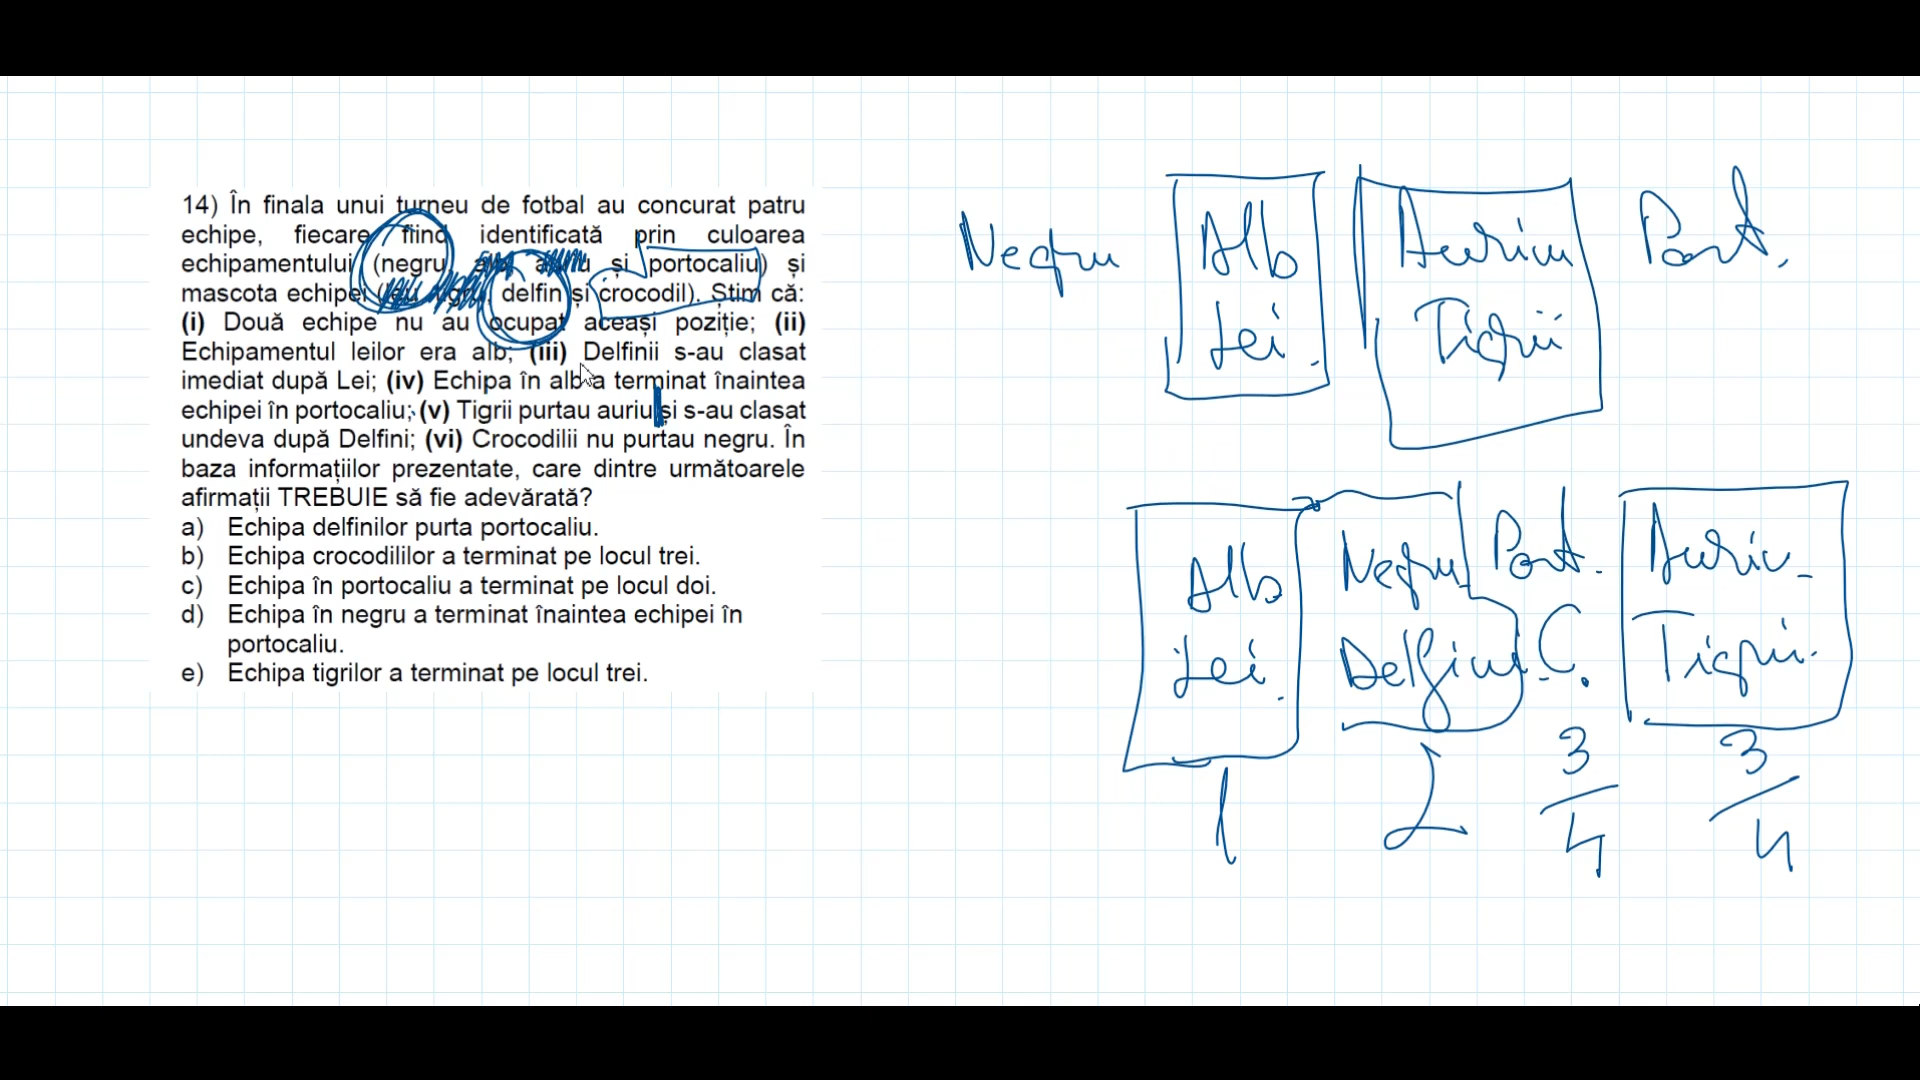 14) În finala unui turneu de fotbal au concurat patru
echipe, fiecare fiind identificată prin culoarea
echipamentului (negru, alb, auriu și portocaliu) și
mascota echipei (leu, tigru, delfin și crocodil). Știm că:
(i) Două echipe nu au ocupat aceași poziție; (ii)
Echipamentul leilor era alb; (iii) Delfinii s-au clasat
imediat după Lei; (iv) Echipa în alb a terminat înaintea
echipei în portocaliu; (v) Tigrii purtau auriu și s-au clasat
undeva după Delfini; (vi) Crocodilii nu purtau negru. În
baza informațiilor prezentate, care dintre următoarele
afirmații TREBUIE să fie adevărată?
a) Echipa delfinilor purta portocaliu.
b) Echipa crocodililor a terminat pe locul trei.
c) Echipa în portocaliu a terminat pe locul doi.
d) Echipa în negru a terminat înaintea echipei în
portocaliu.
e) Echipa tigrilor a terminat pe locul trei.
Negru Alb Auriu Port.
Lei Tigrii
Alb Negru Port. Auriu
Lei Delfini C. Tigrii
1 2 3/4 3/4